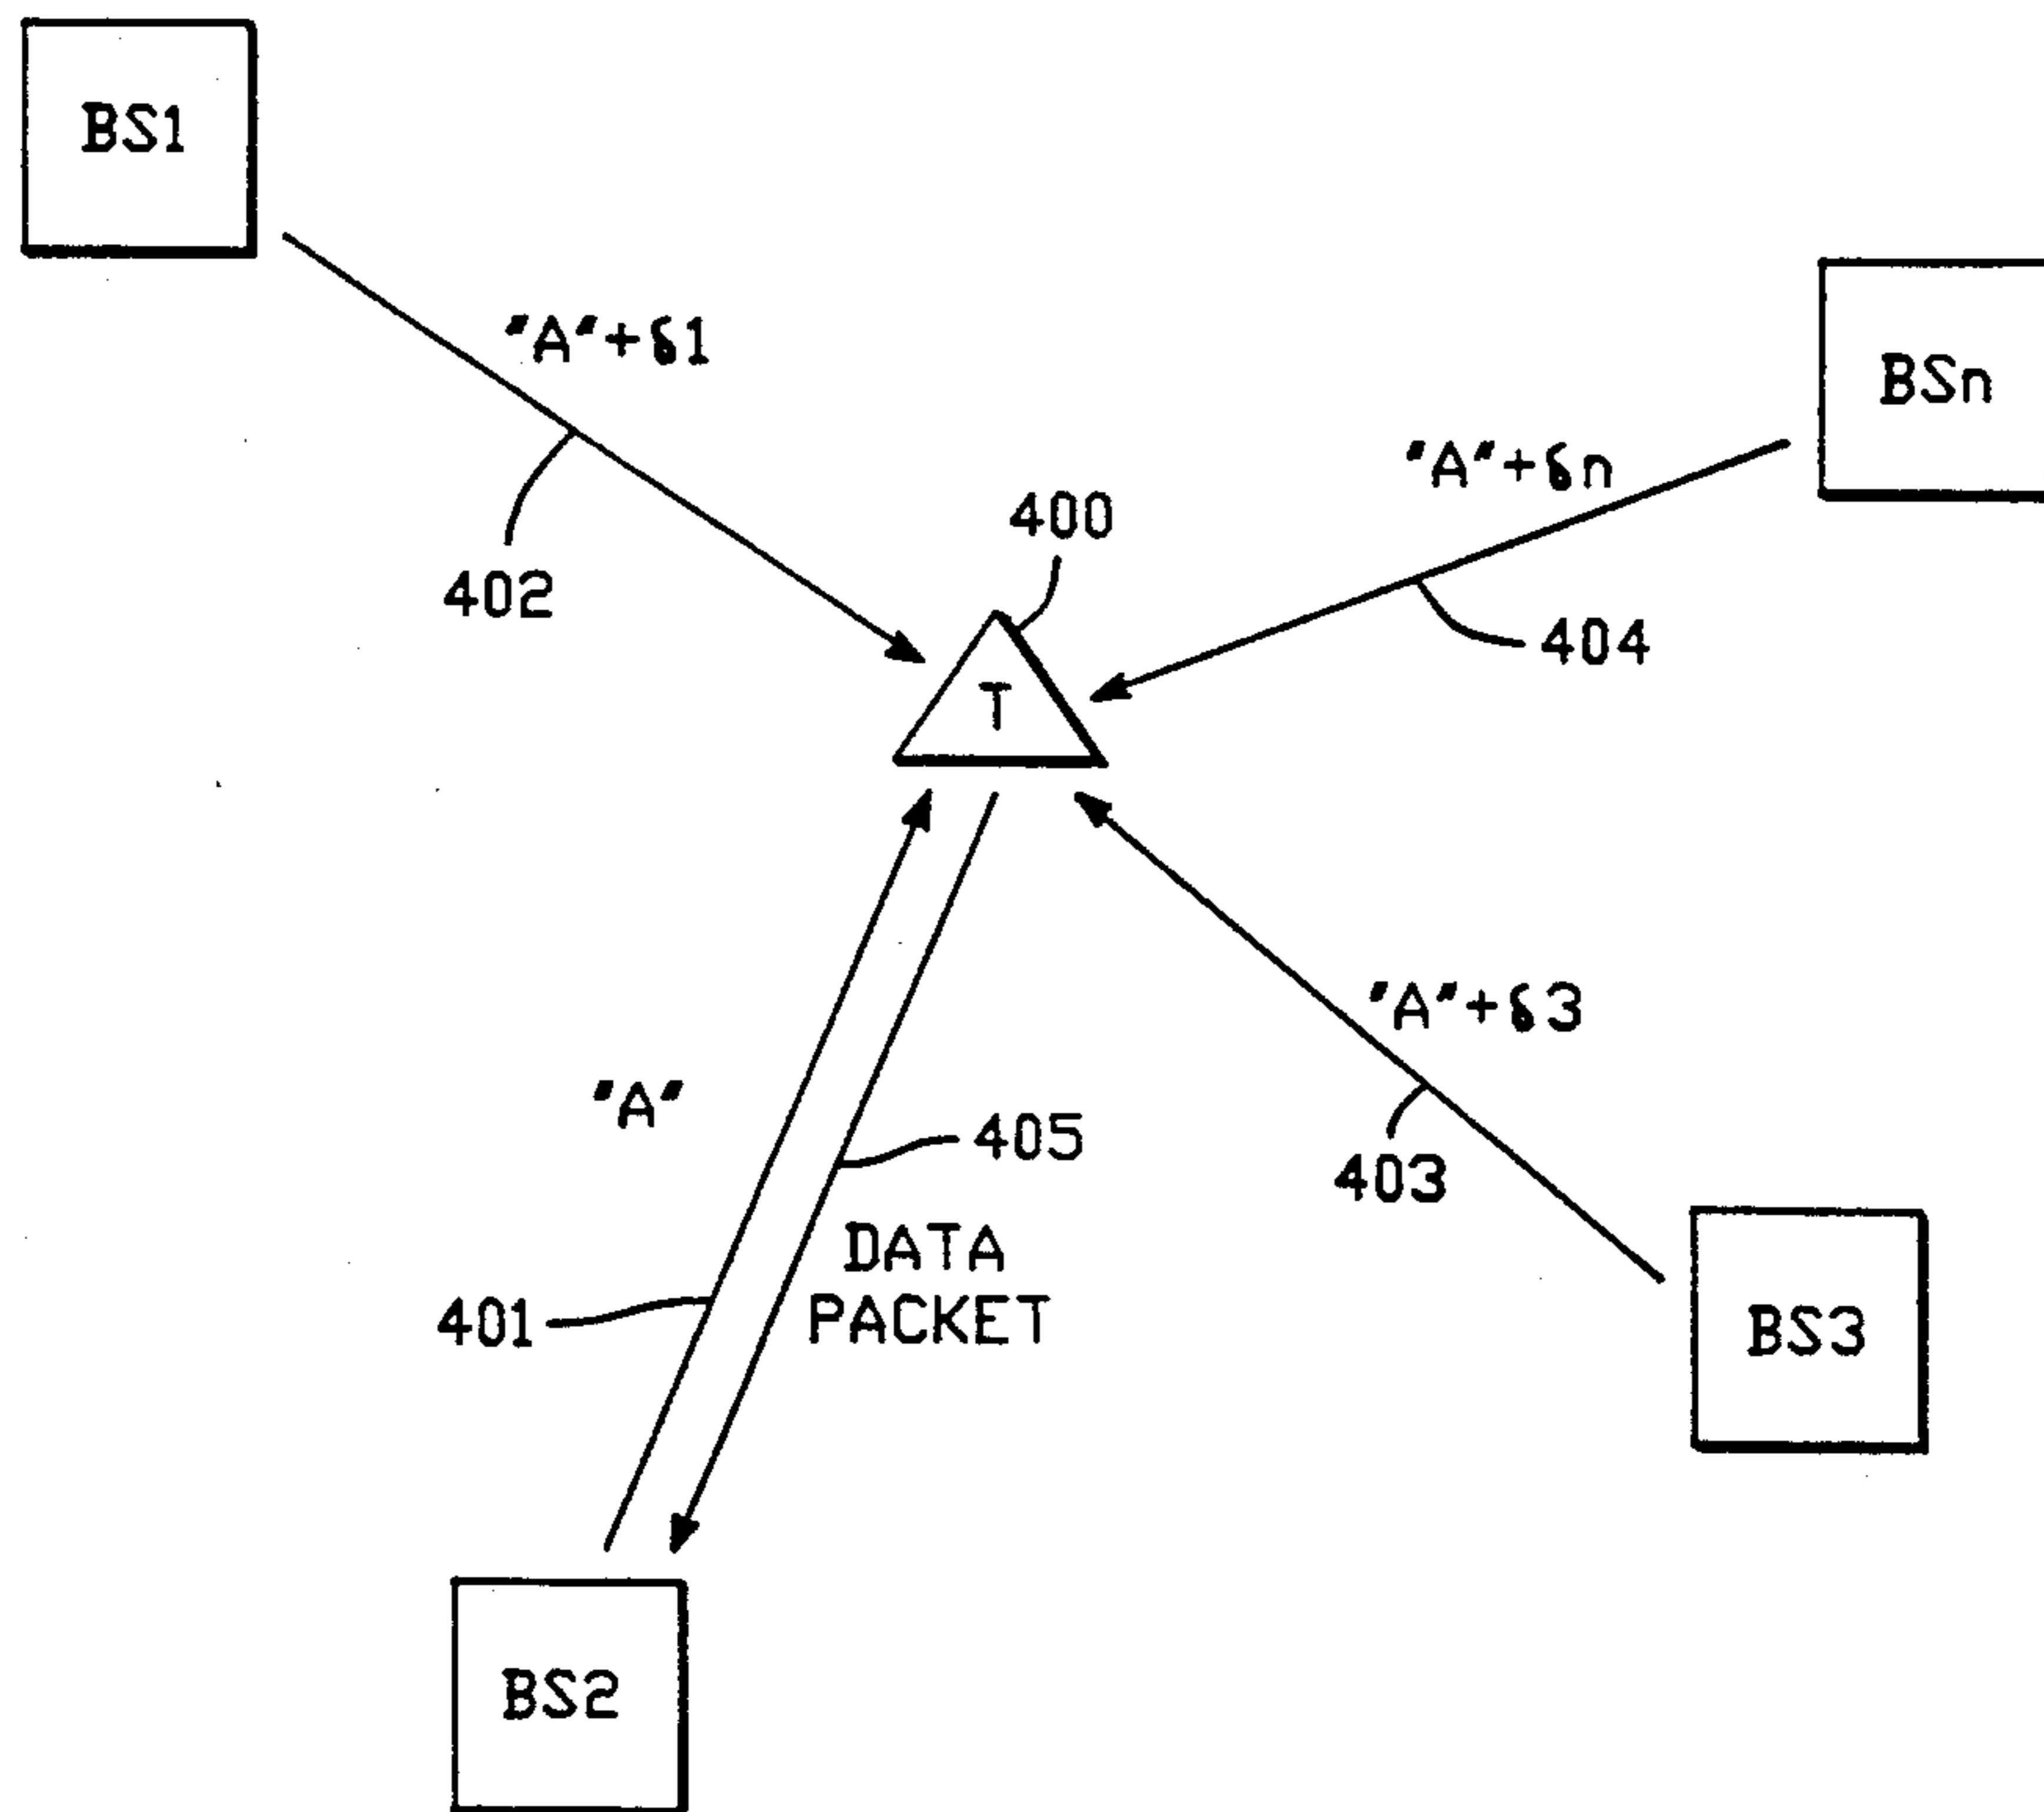 BS1
"A"+δ1
BSn
"A"+δn
400
402
404
T
"A"+δ3
"A"
405
403
DATA
PACKET
401
BS3
BS2